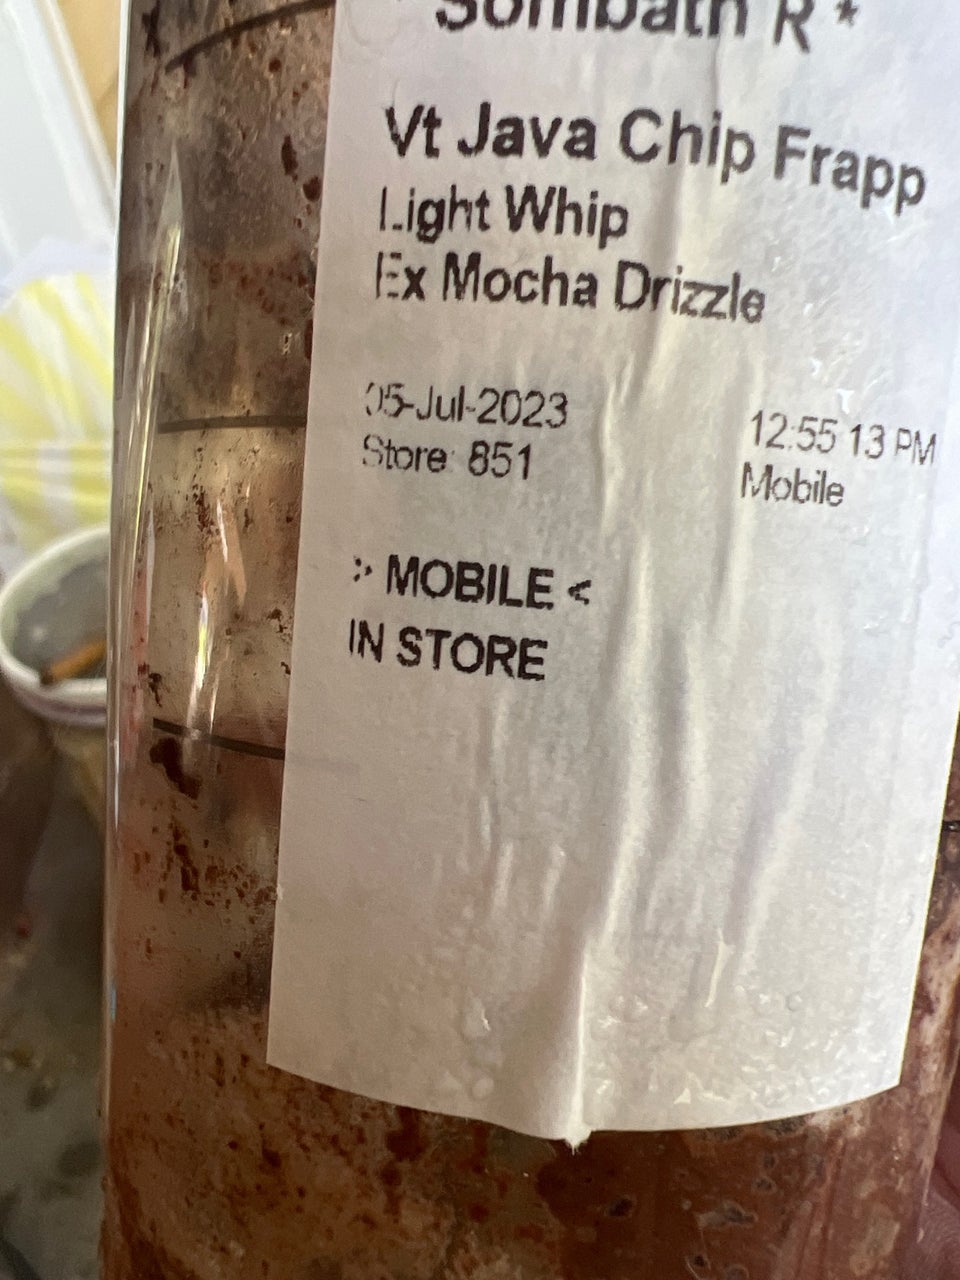 Sombath R *
Vt Java Chip Frapp
Light Whip
Ex Mocha Drizzle
05-Jul-2023 12:55:13 PM
Store: 851 Mobile
> MOBILE <
IN STORE